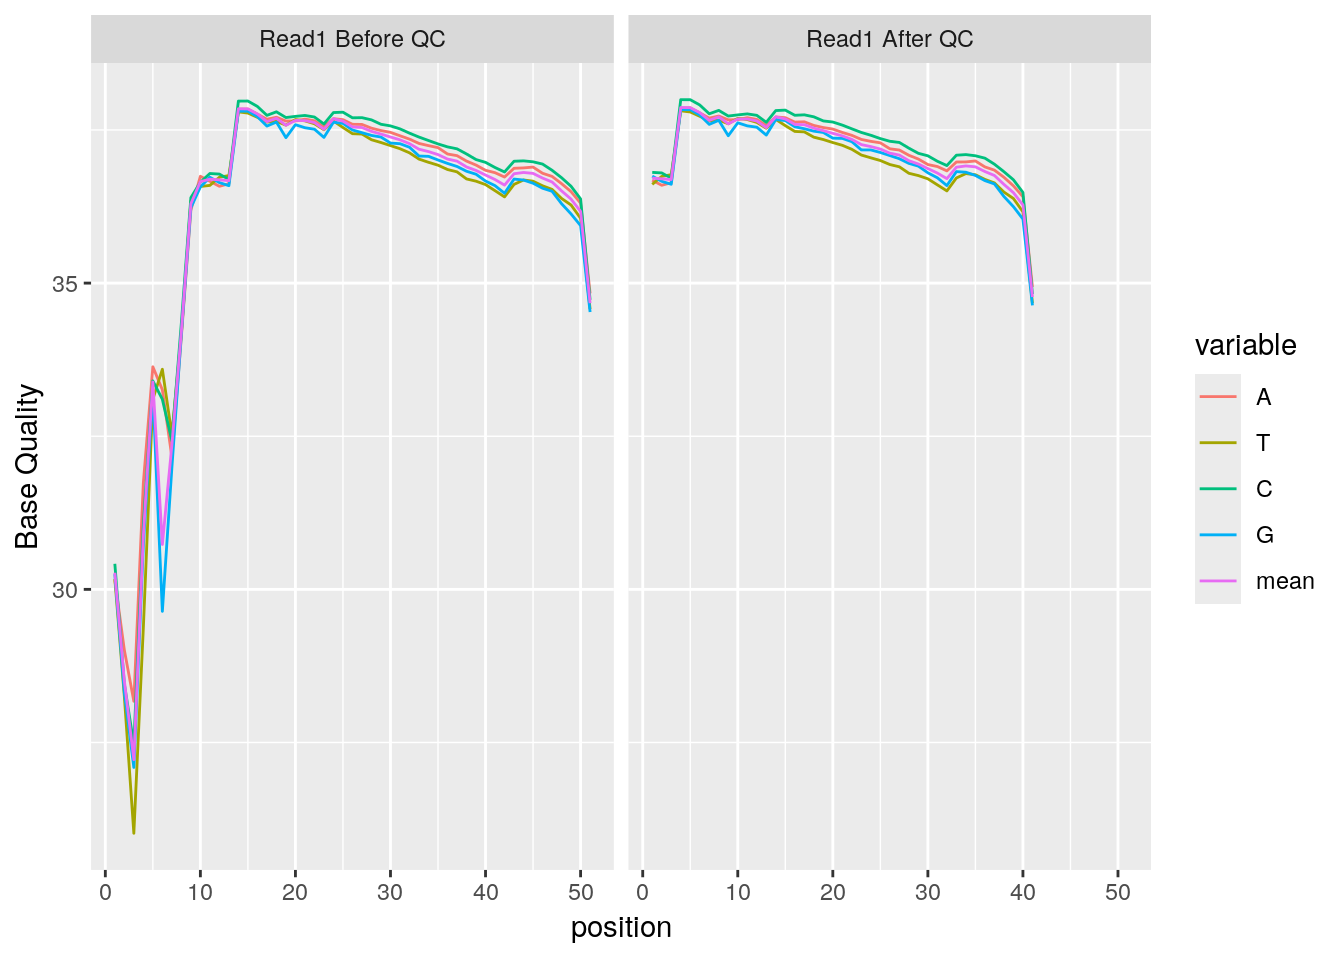 Read1 Before QC
Read1 After QC
Base Quality
35
30
0 10 20 30 40 50
0 10 20 30 40 50
position
variable
A
T
C
G
mean